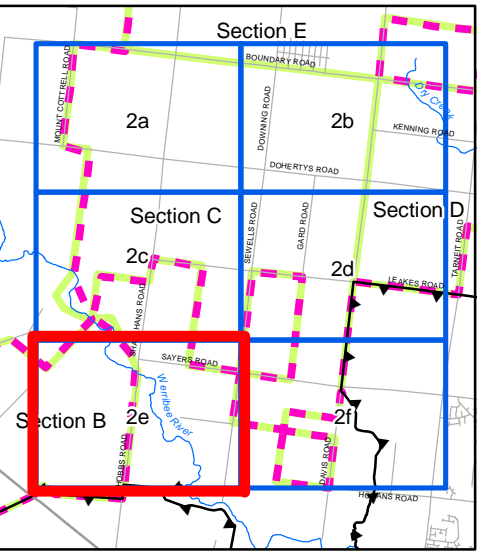 Section E
BOUNDARY ROAD
MOUNT COTTRELL ROAD
DOWNING ROAD
Dry Creek
2a
2b
KENNING ROAD
DOHERTYS ROAD
Section C
Section D
SEWELLS ROAD
GARD ROAD
TARNEIT ROAD
2c
2d
LEAKES ROAD
SHANAHANS ROAD
SAYERS ROAD
Werribee River
Section B
2e
2f
HOBBS ROAD
DAVIS ROAD
HOGANS ROAD